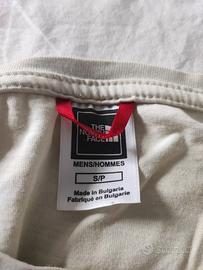 THE
NORTH
FACE
MENS/HOMMES
S/P
Made in Bulgaria
Fabriqué en Bulgarie